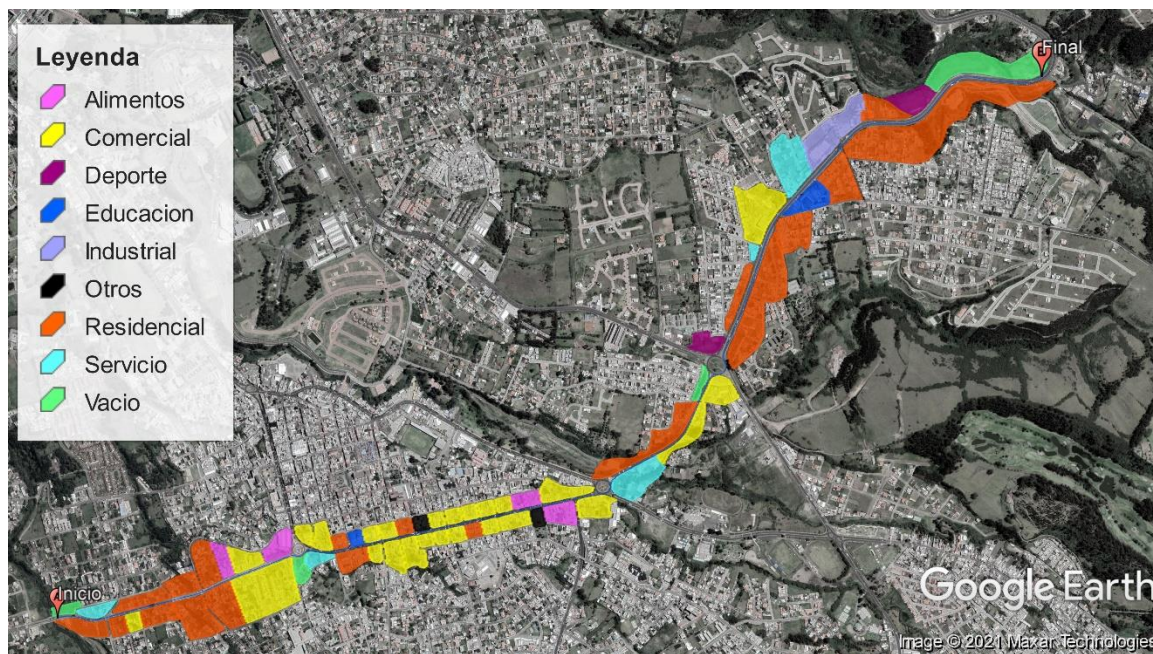 Leyenda
Alimentos
Comercial
Deporte
Educacion
Industrial
Otros
Residencial
Servicio
Vacio
Final
Inicio
Google Earth
Image © 2021 Maxar Technologies